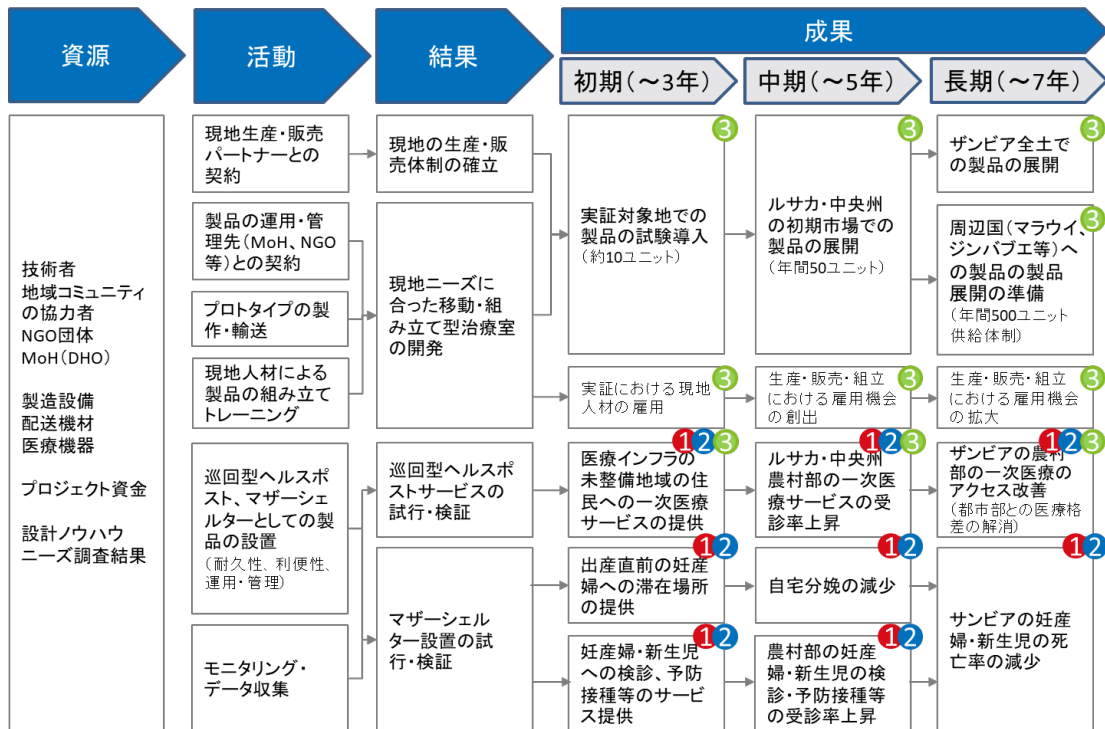 資源
活動
結果
成果
初期(～3年)
中期(～5年)
長期(～7年)
技術者
地域コミュニティ
の協力者
NGO団体
MoH(DHO)
製造設備
配送機材
医療機器
プロジェクト資金
設計ノウハウ
ニーズ調査結果
現地生産・販売
パートナーとの
契約
製品の運用・管
理先(MoH、NGO
等)との契約
プロトタイプの製
作・輸送
現地人材による
製品の組み立て
トレーニング
巡回型ヘルスポ
スト、マザーシェ
ルターとしての製
品の設置
(耐久性、利便性、
運用・管理)
モニタリング・
データ収集
現地の生産・販
売体制の確立
現地ニーズに
合った移動・組
み立て型治療室
の開発
巡回型ヘルスポ
ストサービスの
試行・検証
マザーシェル
ター設置の試
行・検証
3
実証対象地での
製品の試験導入
(約10ユニット)
3
実証における現地
人材の雇用
1 2 3
医療インフラの
未整備地域の住
民への一次医療
サービスの提供
1 2
出産直前の妊産
婦への滞在場所
の提供
1 2
妊産婦・新生児
への検診、予防
接種等のサービ
ス提供
3
ルサカ・中央州
の初期市場での
製品の展開
(年間50ユニット)
3
生産・販売・組立
における雇用機会
の創出
1 2 3
ルサカ・中央州
農村部の一次医
療サービスの受
診率上昇
1 2
自宅分娩の減少
1 2
農村部の妊産
婦・新生児の検
診・予防接種等
の受診率上昇
3
ザンビア全土で
の製品の展開
3
周辺国(マラウイ、
ジンバブエ等)へ
の製品の製品
展開の準備
(年間500ユニット
供給体制)
3
生産・販売・組立
における雇用機会
の拡大
1 2 3
ザンビアの農村
部の一次医療の
アクセス改善
(都市部との医療格
差の解消)
1 2
サンビアの妊産
婦・新生児の死
亡率の減少